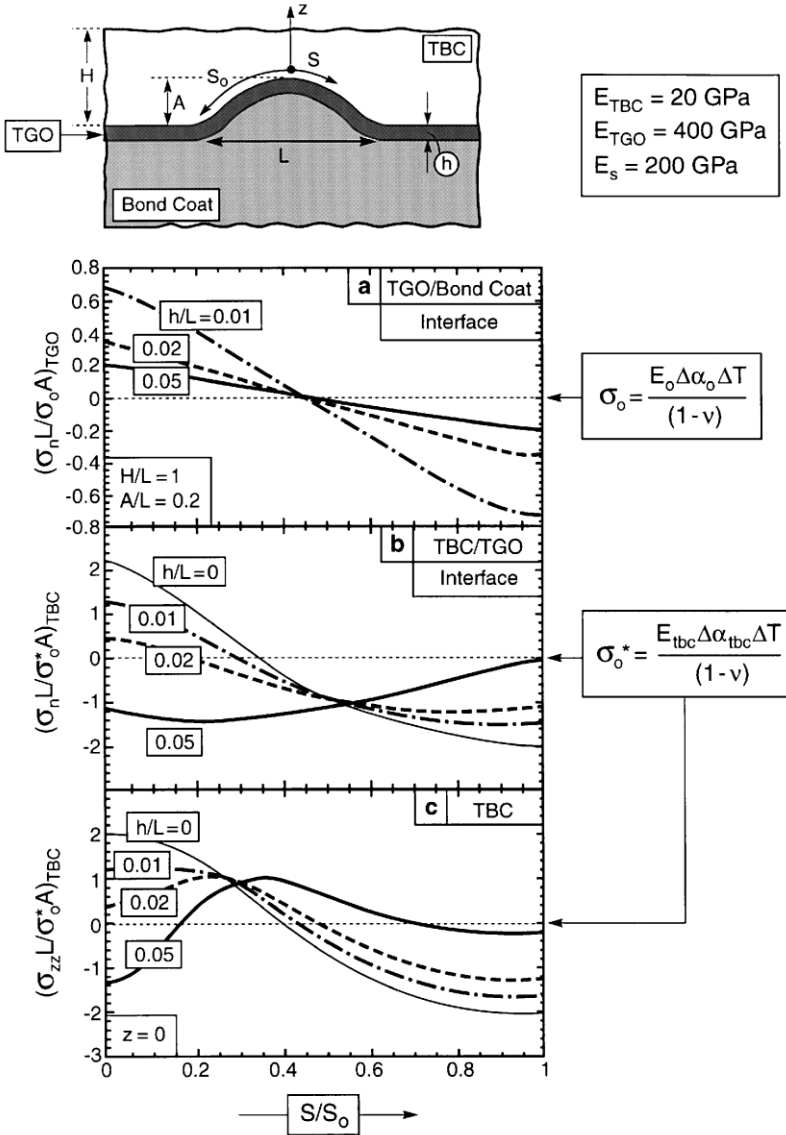 z
TBC
S
Sₒ
H
A
TGO
L
h
Bond Coat
E_TBC = 20 GPa
E_TGO = 400 GPa
E_s = 200 GPa
0.8
0.6
0.4
0.2
0
-0.2
-0.4
-0.6
-0.8
(σₙL/σₒA)_TGO
a
TGO/Bond Coat
Interface
h/L=0.01
0.02
0.05
H/L=1
A/L=0.2
σₒ = EₒΔαₒΔT / (1-ν)
2
1
0
-1
-2
(σₙL/σₒ*A)_TBC
b
TBC/TGO
Interface
h/L=0
0.01
0.02
0.05
σₒ* = E_tbcΔα_tbcΔT / (1-ν)
2
1
0
-1
-2
-3
(σ_zzL/σₒ*A)_TBC
c
TBC
h/L=0
0.01
0.02
0.05
z=0
0 0.2 0.4 0.6 0.8 1
S/Sₒ